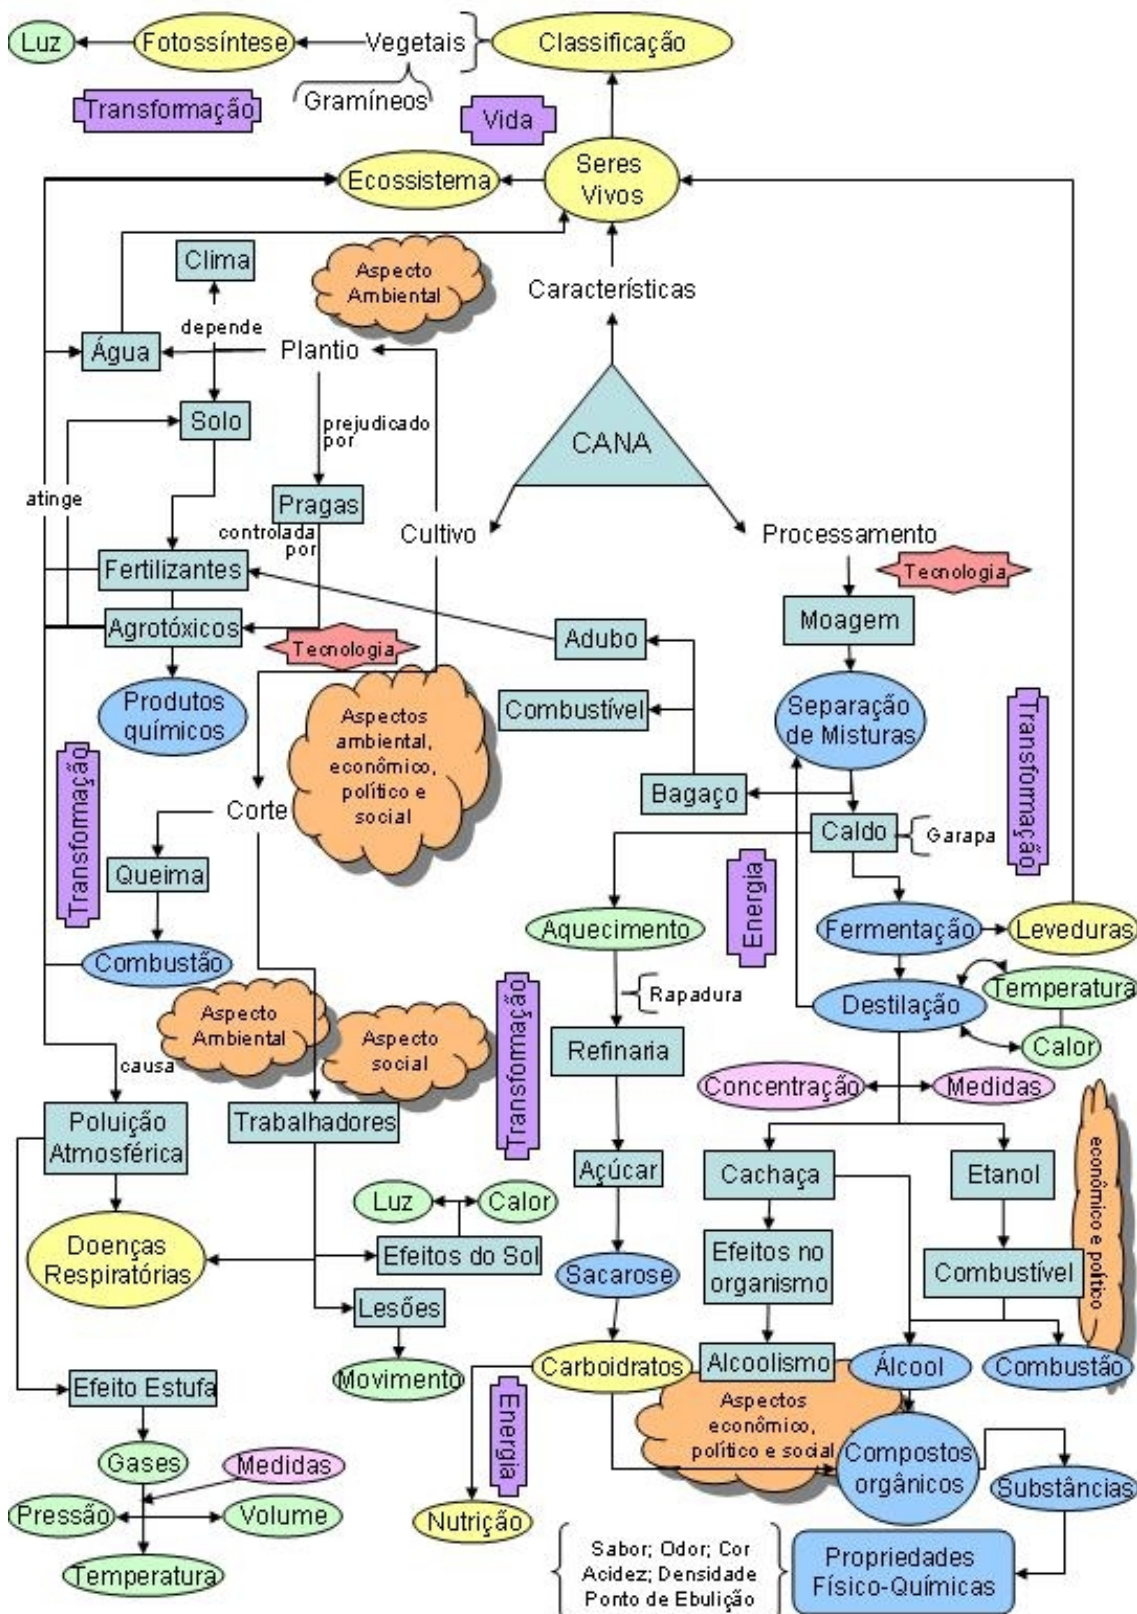 Luz
Fotossíntese
Vegetais
Classificação
Transformação
Gramíneos
Vida
Ecossistema
Seres
Vivos
Clima
Aspecto
Ambiental
Características
depende
Água
Plantio
Solo
prejudicado
por
CANA
atinge
Pragas
controlada
por
Cultivo
Processamento
Fertilizantes
Tecnologia
Agrotóxicos
Moagem
Tecnologia
Adubo
Produtos
químicos
Aspectos
ambiental,
econômico,
político e
social
Combustível
Separação
de Misturas
Transformação
Transformação
Bagaço
Corte
Caldo
Garapa
Queima
Energia
Aquecimento
Fermentação
Leveduras
Combustão
Rapadura
Destilação
Temperatura
Aspecto
Ambiental
Aspecto
social
Transformação
Refinaria
Calor
causa
Concentração
Medidas
Poluição
Atmosférica
Trabalhadores
Açúcar
Cachaça
Etanol
econômico e político
Luz
Calor
Doenças
Respiratórias
Efeitos do Sol
Sacarose
Efeitos no
organismo
Combustível
Lesões
Carboidratos
Alcoolismo
Álcool
Combustão
Efeito Estufa
Movimento
Energia
Aspectos
econômico,
político e social
Compostos
orgânicos
Gases
Medidas
Substâncias
Pressão
Volume
Nutrição
Temperatura
Sabor; Odor; Cor
Acidez; Densidade
Ponto de Ebulição
Propriedades
Físico-Químicas